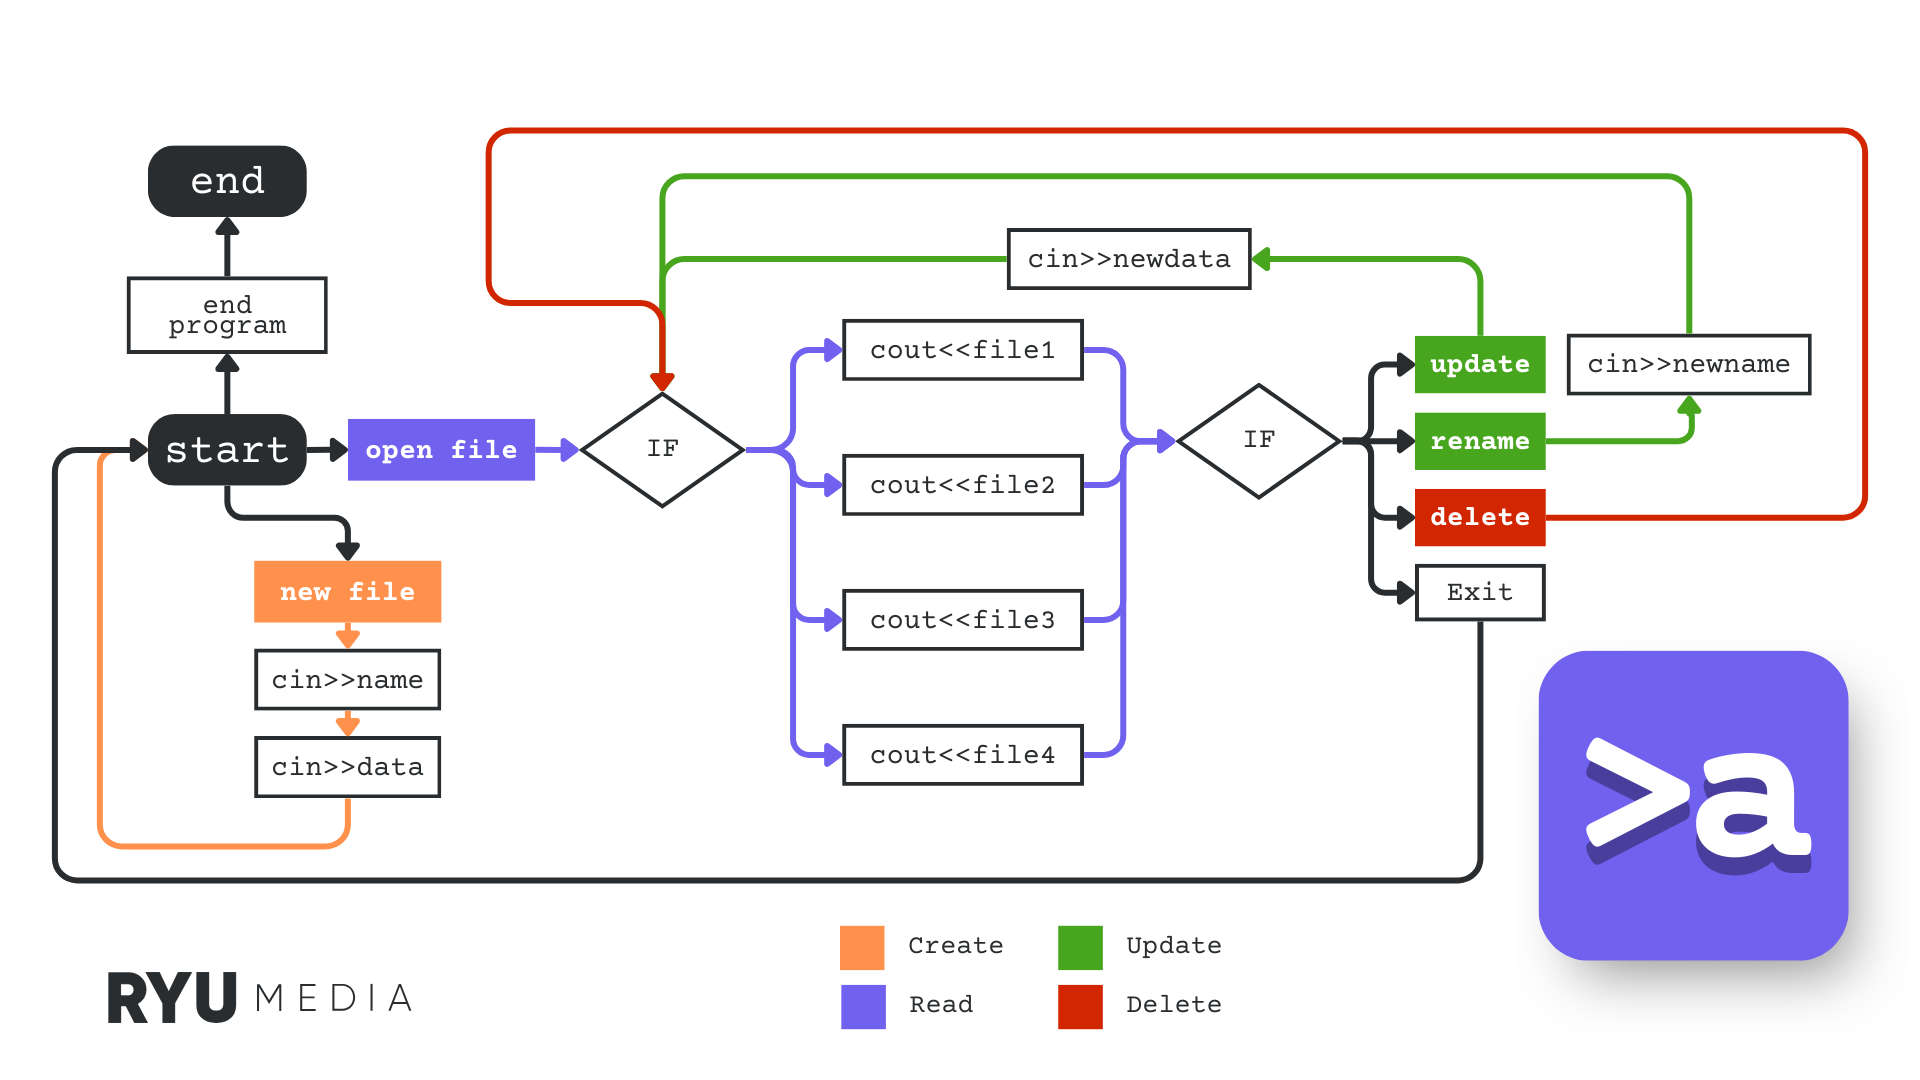 end
end
program
start
open file
new file
cin>>name
cin>>data
IF
cin>>newdata
cout<<file1
cout<<file2
cout<<file3
cout<<file4
IF
update
rename
delete
Exit
cin>>newname
>a
Create
Read
Update
Delete
RYU MEDIA